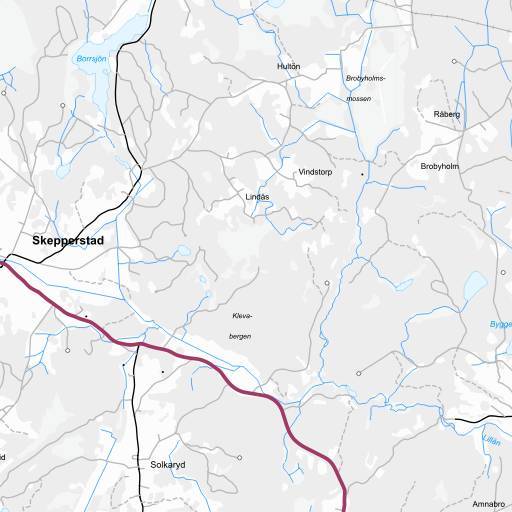 Borrsjön
Hultön
Brobyholms-
mossen
Råberg
Brobyholm
Vindstorp
Lindås
Skepperstad
Kleva-
bergen
Bygge
Lillån
Solkaryd
id
Amnabro